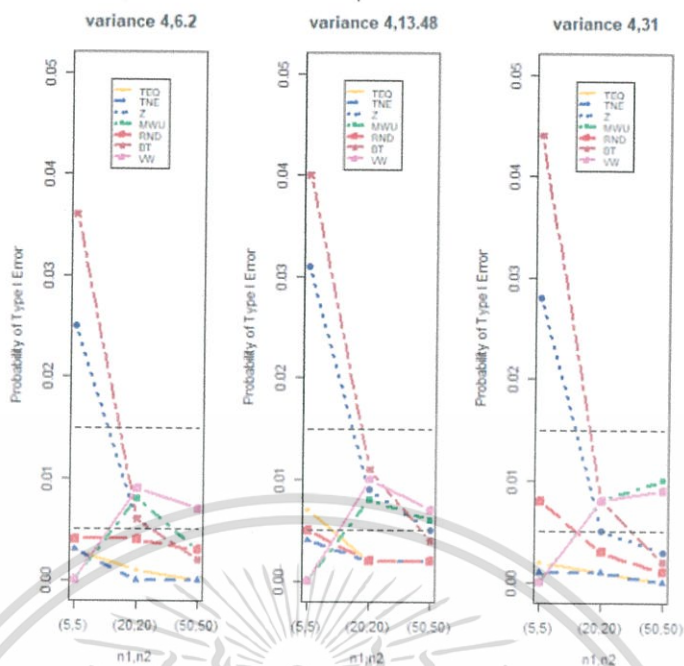 variance 4,6.2
0.05
0.04
0.03
0.02
0.01
0.00
Probability of Type I Error
TEQ
TNE
Z
MWU
RND
BT
VW
(5,5) (20,20) (50,50)
n1,n2
variance 4,13.48
0.05
0.04
0.03
0.02
0.01
0.00
Probability of Type I Error
TEQ
TNE
Z
MWU
RND
BT
VW
(5,5) (20,20) (50,50)
n1,n2
variance 4,31
0.05
0.04
0.03
0.02
0.01
0.00
Probability of Type I Error
TEQ
TNE
Z
MWU
RND
BT
VW
(5,5) (20,20) (50,50)
n1,n2